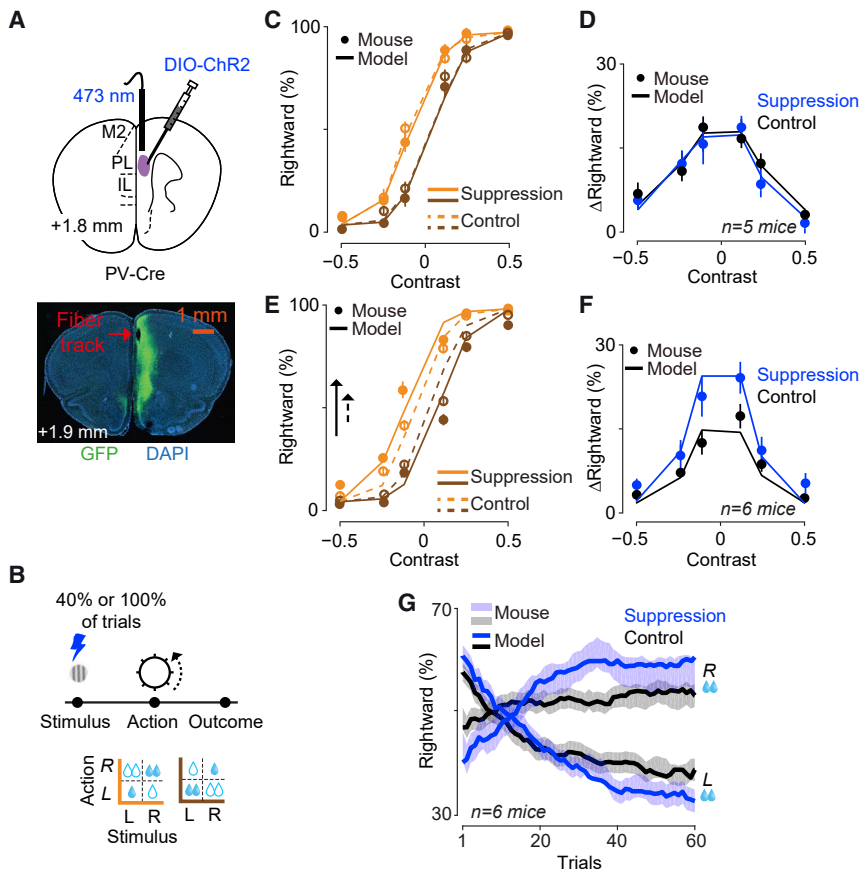 A
DIO-ChR2
473 nm
M2
PL
IL
+1.8 mm
PV-Cre
Fiber
track
1 mm
+1.9 mm
GFP DAPI
B
40% or 100%
of trials
Stimulus Action Outcome
Action
R
L
L R L R
Stimulus
C
100
Mouse
Model
Rightward (%)
Suppression
Control
0
−0.5 0 0.5
Contrast
D
30
Mouse
Model
Suppression
Control
ΔRightward (%)
n=5 mice
0
−0.5 0 0.5
Contrast
E
100
Mouse
Model
Rightward (%)
Suppression
Control
0
−0.5 0 0.5
Contrast
F
30
Mouse
Model
Suppression
Control
ΔRightward (%)
n=6 mice
0
−0.5 0 0.5
Contrast
G
70
Mouse
Model
Suppression
Control
Rightward (%)
R
L
n=6 mice
30
1 20 40 60
Trials